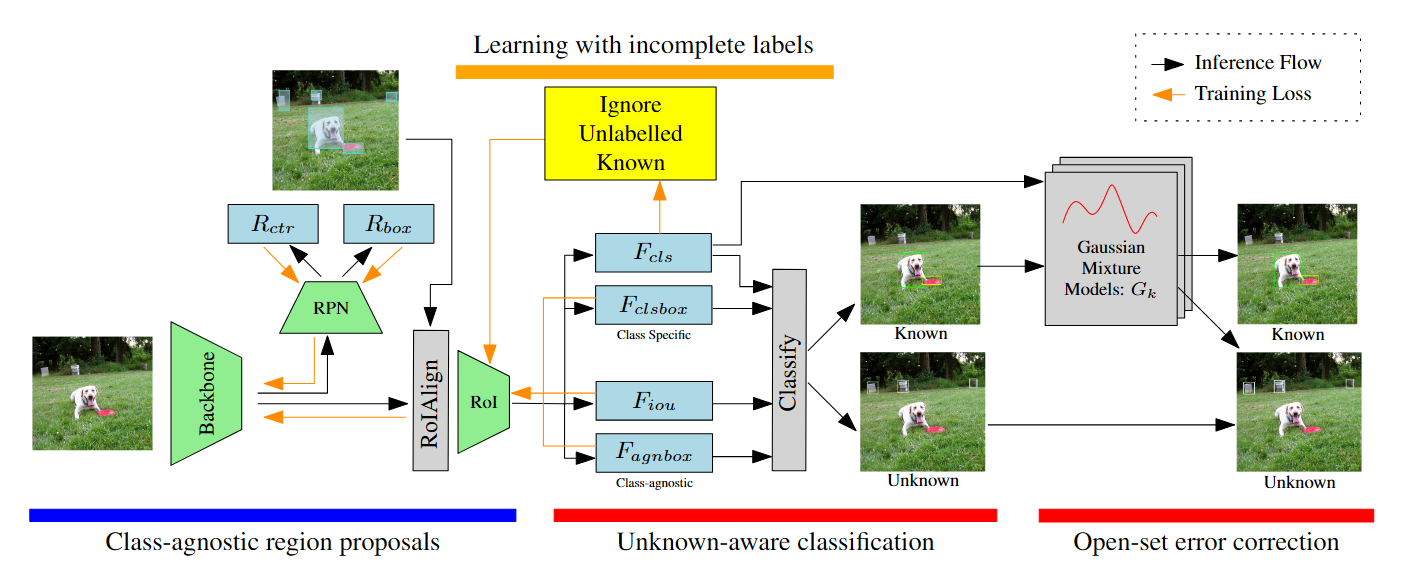 Learning with incomplete labels
Inference Flow
Training Loss
Ignore
Unlabelled
Known
R_{ctr}
R_{box}
RPN
Backbone
RoIAlign
RoI
F_{cls}
F_{clsbox}
Class Specific
F_{iou}
F_{agnbox}
Class-agnostic
Classify
Known
Unknown
Gaussian
Mixture
Models: G_k
Known
Unknown
Class-agnostic region proposals
Unknown-aware classification
Open-set error correction